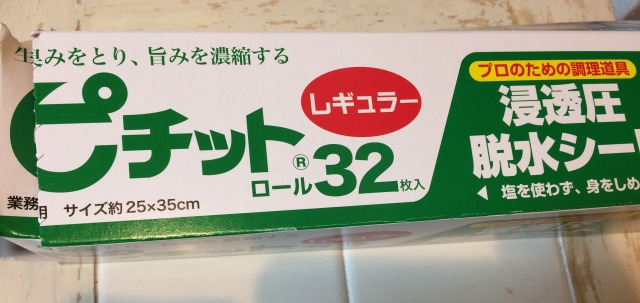 生臭みをとり、旨みを濃縮する
ピチット®
レギュラー
ロール32枚入
業務用 サイズ約25×35cm
プロのための調理道具
浸透圧
脱水シー
◀ 塩を使わず、身をしめ